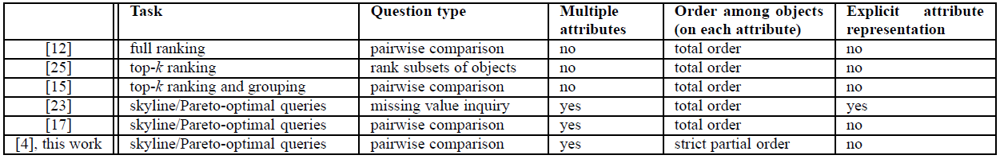 Task Question type Multiple attributes Order among objects (on each attribute) Explicit attribute representation
[12] full ranking pairwise comparison no total order no
[25] top-k ranking rank subsets of objects no total order no
[15] top-k ranking and grouping pairwise comparison no total order no
[23] skyline/Pareto-optimal queries missing value inquiry yes total order yes
[17] skyline/Pareto-optimal queries pairwise comparison yes total order no
[4], this work skyline/Pareto-optimal queries pairwise comparison yes strict partial order no